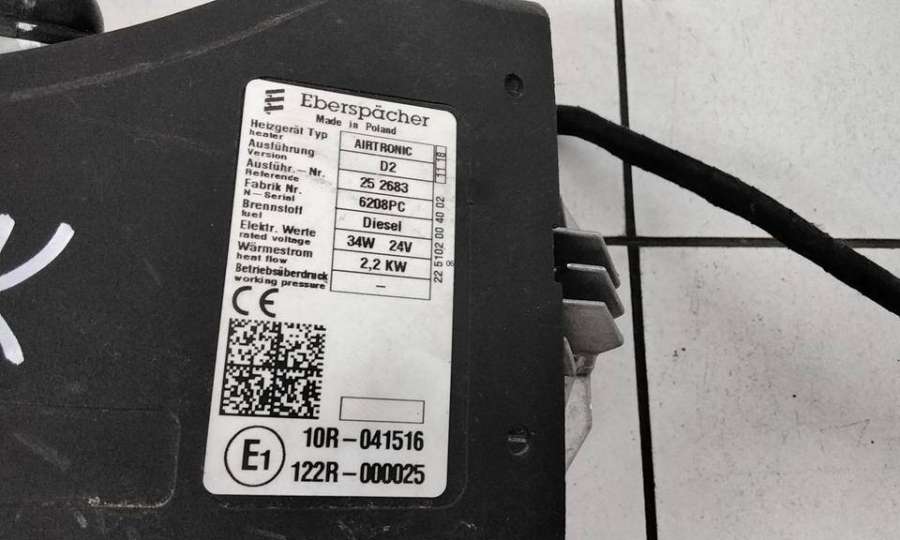 Eberspächer
Made in Poland
Heizgerät Typ
heater
AIRTRONIC
Ausführung
Version
D2
Ausführ.-Nr.
Reference
25 2683
Fabrik Nr.
N-Serial
6208PC
Brennstoff
fuel
Diesel
Elektr. Werte
rated voltage
34W 24V
Wärmestrom
heat flow
2,2 KW
Betriebsüberdruck
working pressure
–
11 18
22 5102 00 40 02
06
CE
E1
10R-041516
122R-000025